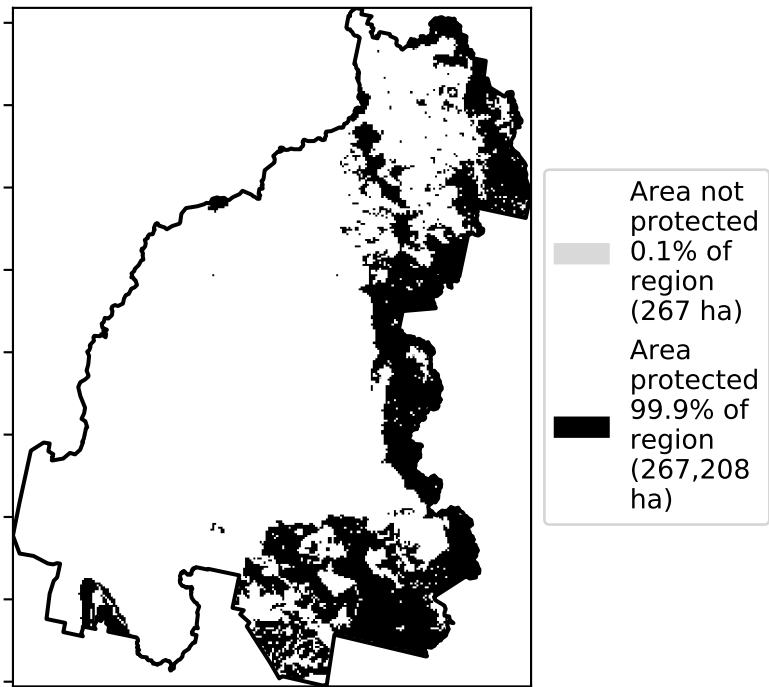 Area not
protected
0.1% of
region
(267 ha)
Area
protected
99.9% of
region
(267,208
ha)